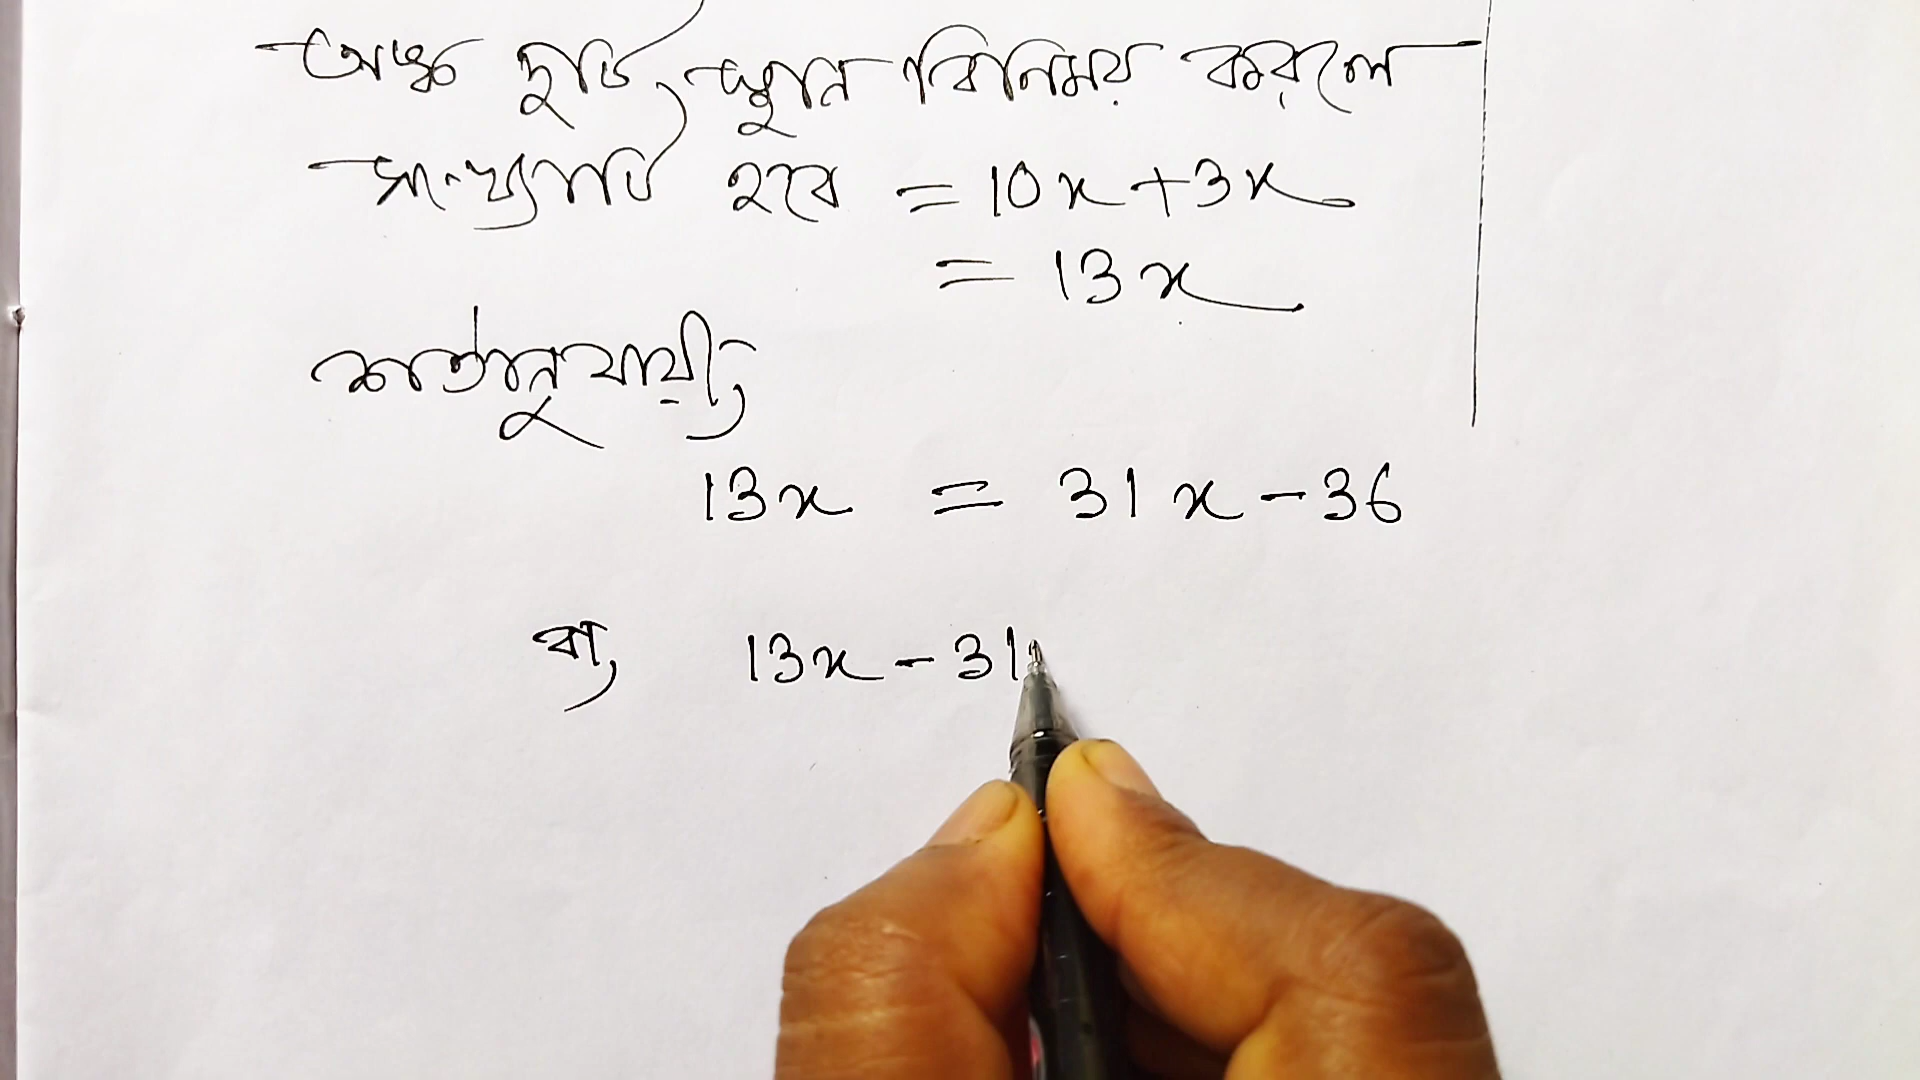 অঙ্ক দুটি স্থান বিনিময় করলে
সংখ্যাটি হবে = 10x + 3x
= 13x
শর্তানুযায়ী,
13x = 31x - 36
বা, 13x - 31